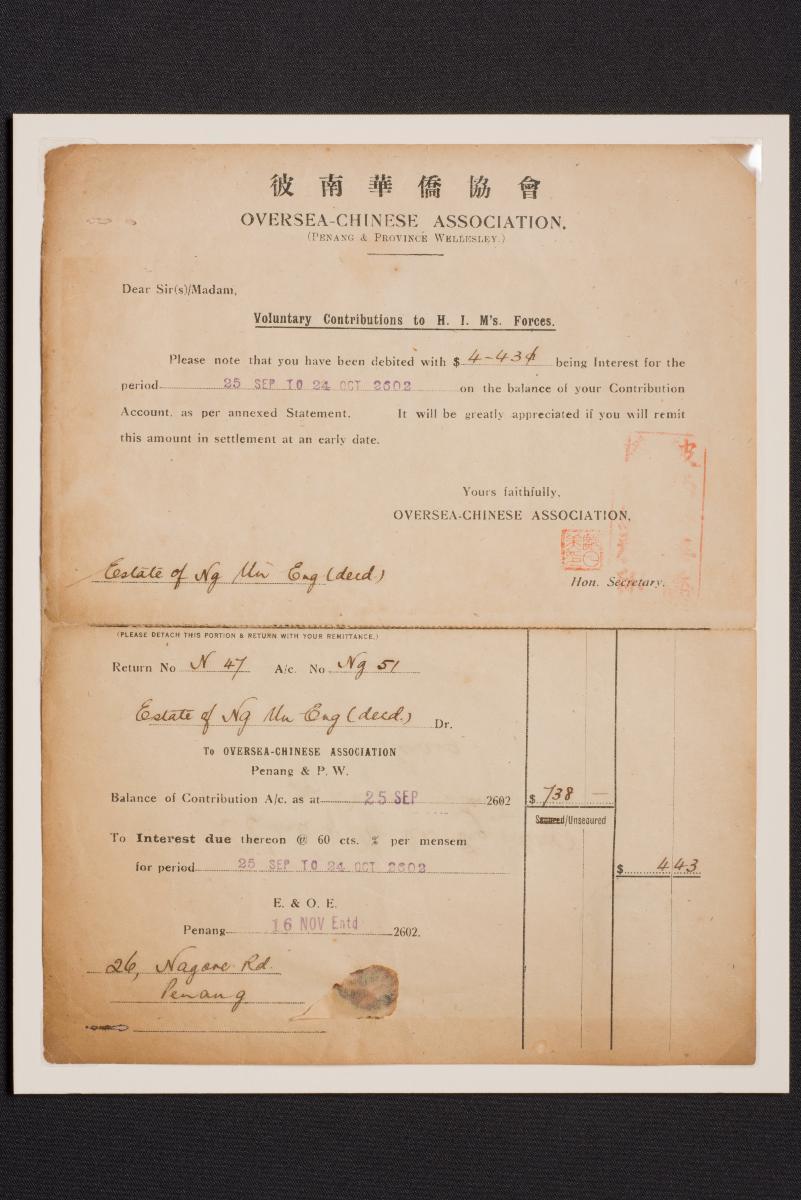 彼南華僑協會
OVERSEA-CHINESE ASSOCIATION.
(PENANG & PROVINCE WELLESLEY.)
Dear Sir(s)/Madam,
Voluntary Contributions to H. I. M's. Forces.
Please note that you have been debited with $ 4-43¢ being Interest for the
period 25 SEP TO 24 OCT 2602 on the balance of your Contribution
Account, as per annexed Statement. It will be greatly appreciated if you will remit
this amount in settlement at an early date.
Yours faithfully,
OVERSEA-CHINESE ASSOCIATION,
Estate of Ng Un Eng (decd)
Hon. Secretary.
(PLEASE DETACH THIS PORTION & RETURN WITH YOUR REMITTANCE.)
Return No N 47 A/c. No Ng 51
Estate of Ng Un Eng (decd.) Dr.
To OVERSEA-CHINESE ASSOCIATION
Penang & P. W.
Balance of Contribution A/c. as at 25 SEP 2602 $ 738 —
Secured/Unsecured
To Interest due thereon @ 60 cts. % per mensem
for period 25 SEP TO 24 OCT 2602 $ 4 43
E. & O. E.
Penang 16 NOV Entd 2602.
26, Nagore Rd.
Penang